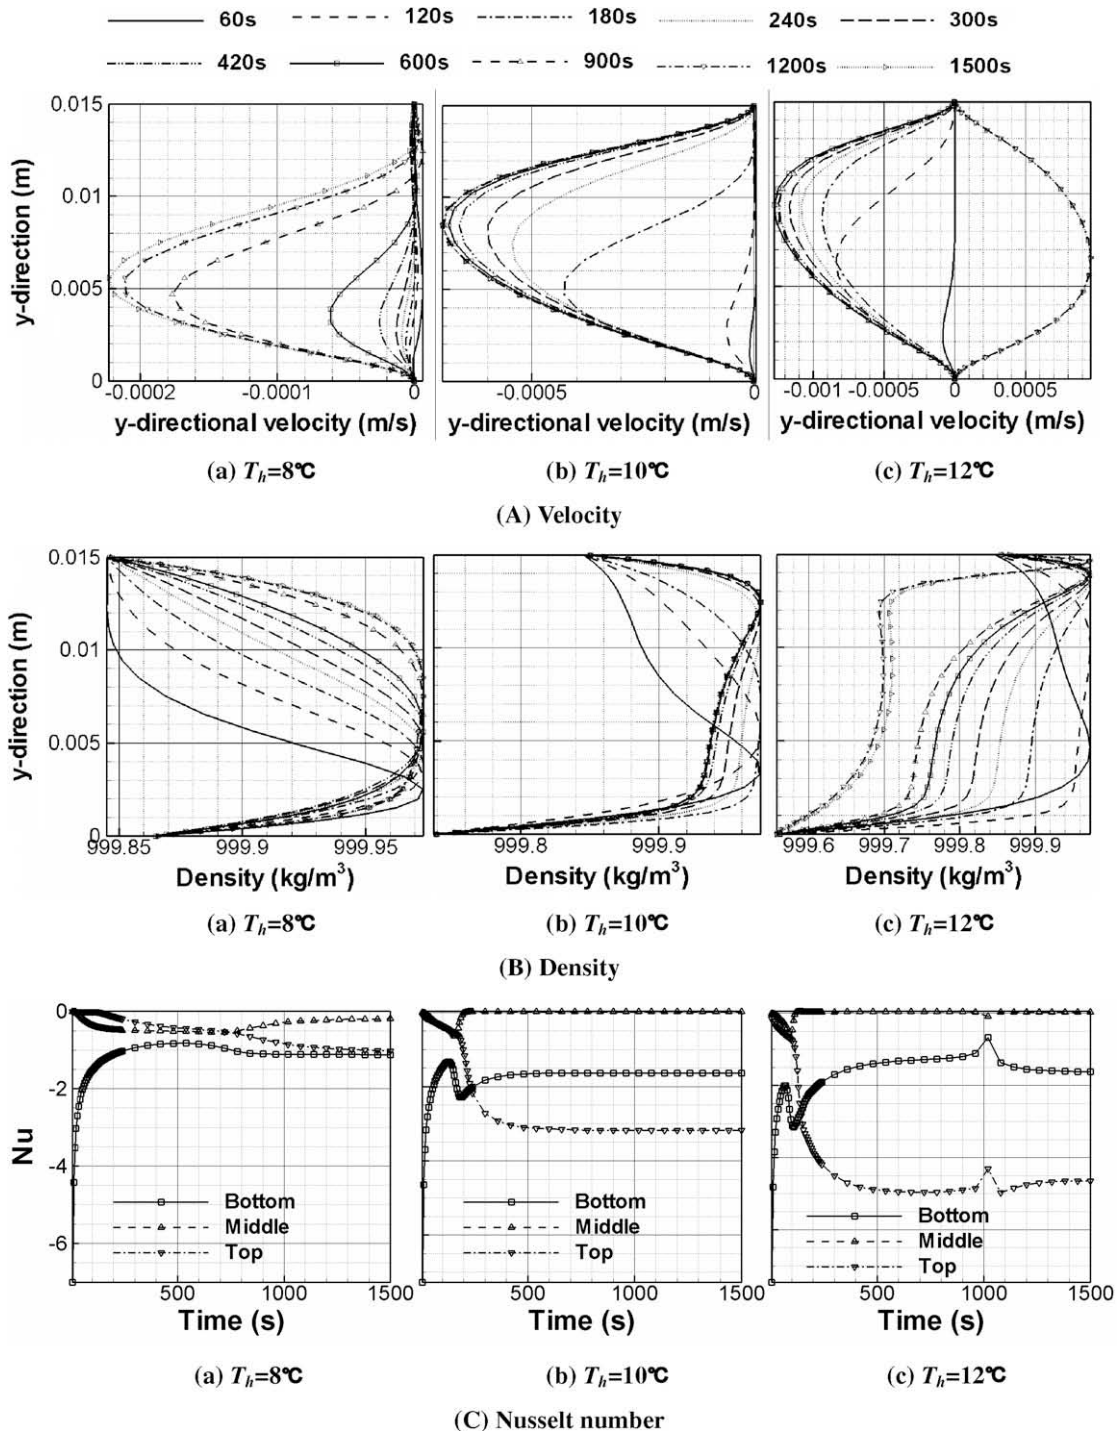 60s 120s 180s 240s 300s
420s 600s 900s 1200s 1500s
0.015
0.01
0.005
0
y-direction (m)
-0.0002 -0.0001 0
-0.0005 0
-0.001 -0.0005 0 0.0005
y-directional velocity (m/s) y-directional velocity (m/s) y-directional velocity (m/s)
(a) Th=8℃ (b) Th=10℃ (c) Th=12℃
(A) Velocity
0.015
0.01
0.005
0
y-direction (m)
999.85 999.9 999.95
999.8 999.9
999.6 999.7 999.8 999.9
Density (kg/m³) Density (kg/m³) Density (kg/m³)
(a) Th=8℃ (b) Th=10℃ (c) Th=12℃
(B) Density
0
-2
-4
-6
Nu
Bottom
Middle
Top
Bottom
Middle
Top
Bottom
Middle
Top
500 1000 1500
500 1000 1500
500 1000 1500
Time (s) Time (s) Time (s)
(a) Th=8℃ (b) Th=10℃ (c) Th=12℃
(C) Nusselt number